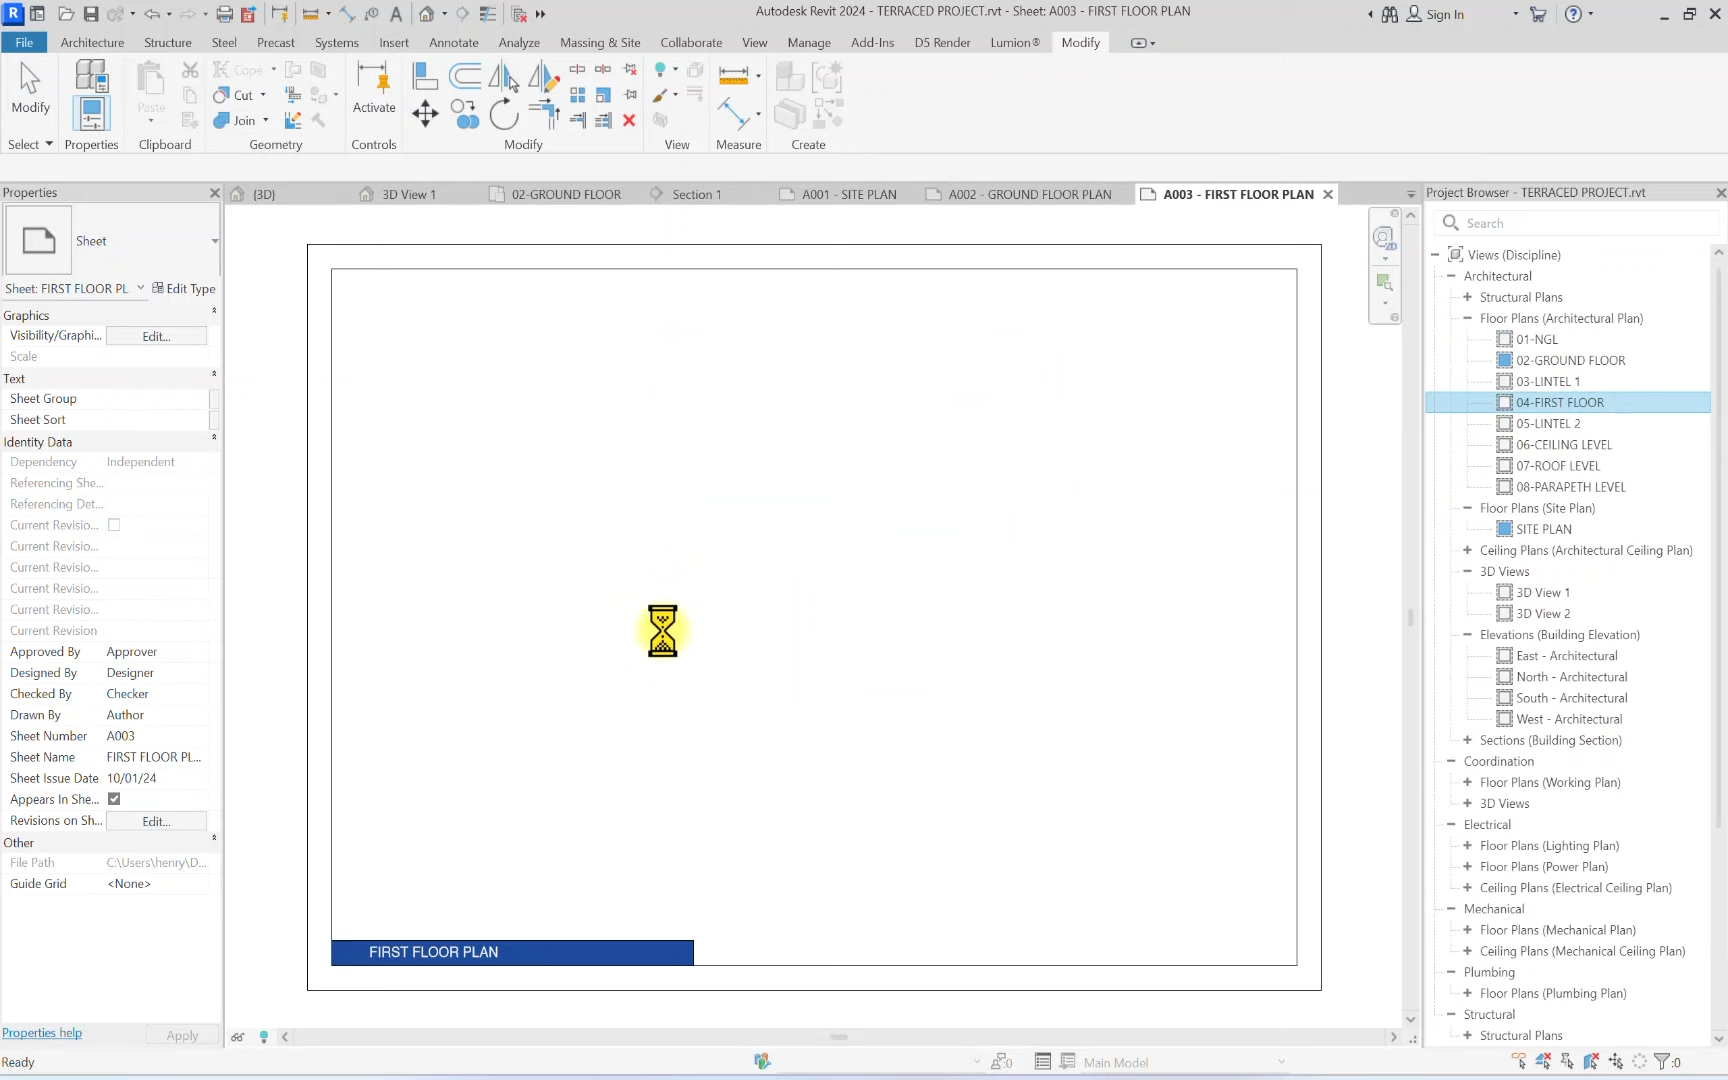 Autodesk Revit 2024 - TERRACED PROJECT.rvt - Sheet: A003 - FIRST FLOOR PLAN
Sign In
File Architecture Structure Steel Precast Systems Insert Annotate Analyze Massing & Site Collaborate View Manage Add-Ins D5 Render Lumion® Modify
Modify
Paste
Cope
Cut
Join
Activate
Select Properties Clipboard Geometry Controls Modify View Measure Create
Properties
{3D} 3D View 1 02-GROUND FLOOR Section 1 A001 - SITE PLAN A002 - GROUND FLOOR PLAN A003 - FIRST FLOOR PLAN
Project Browser - TERRACED PROJECT.rvt
Sheet
Sheet: FIRST FLOOR PL Edit Type
Graphics
Visibility/Graphi... Edit...
Scale
Text
Sheet Group
Sheet Sort
Identity Data
Dependency Independent
Referencing She...
Referencing Det...
Current Revisio...
Current Revisio...
Current Revisio...
Current Revisio...
Current Revisio...
Current Revision
Approved By Approver
Designed By Designer
Checked By Checker
Drawn By Author
Sheet Number A003
Sheet Name FIRST FLOOR PL...
Sheet Issue Date 10/01/24
Appears In She...
Revisions on Sh... Edit...
Other
File Path C:\Users\henry\D...
Guide Grid <None>
Properties help Apply
FIRST FLOOR PLAN
Search
Views (Discipline)
Architectural
Structural Plans
Floor Plans (Architectural Plan)
01-NGL
02-GROUND FLOOR
03-LINTEL 1
04-FIRST FLOOR
05-LINTEL 2
06-CEILING LEVEL
07-ROOF LEVEL
08-PARAPETH LEVEL
Floor Plans (Site Plan)
SITE PLAN
Ceiling Plans (Architectural Ceiling Plan)
3D Views
3D View 1
3D View 2
Elevations (Building Elevation)
East - Architectural
North - Architectural
South - Architectural
West - Architectural
Sections (Building Section)
Coordination
Floor Plans (Working Plan)
3D Views
Electrical
Floor Plans (Lighting Plan)
Floor Plans (Power Plan)
Ceiling Plans (Electrical Ceiling Plan)
Mechanical
Floor Plans (Mechanical Plan)
Ceiling Plans (Mechanical Ceiling Plan)
Plumbing
Floor Plans (Plumbing Plan)
Structural
Structural Plans
Ready
:0 Main Model :0